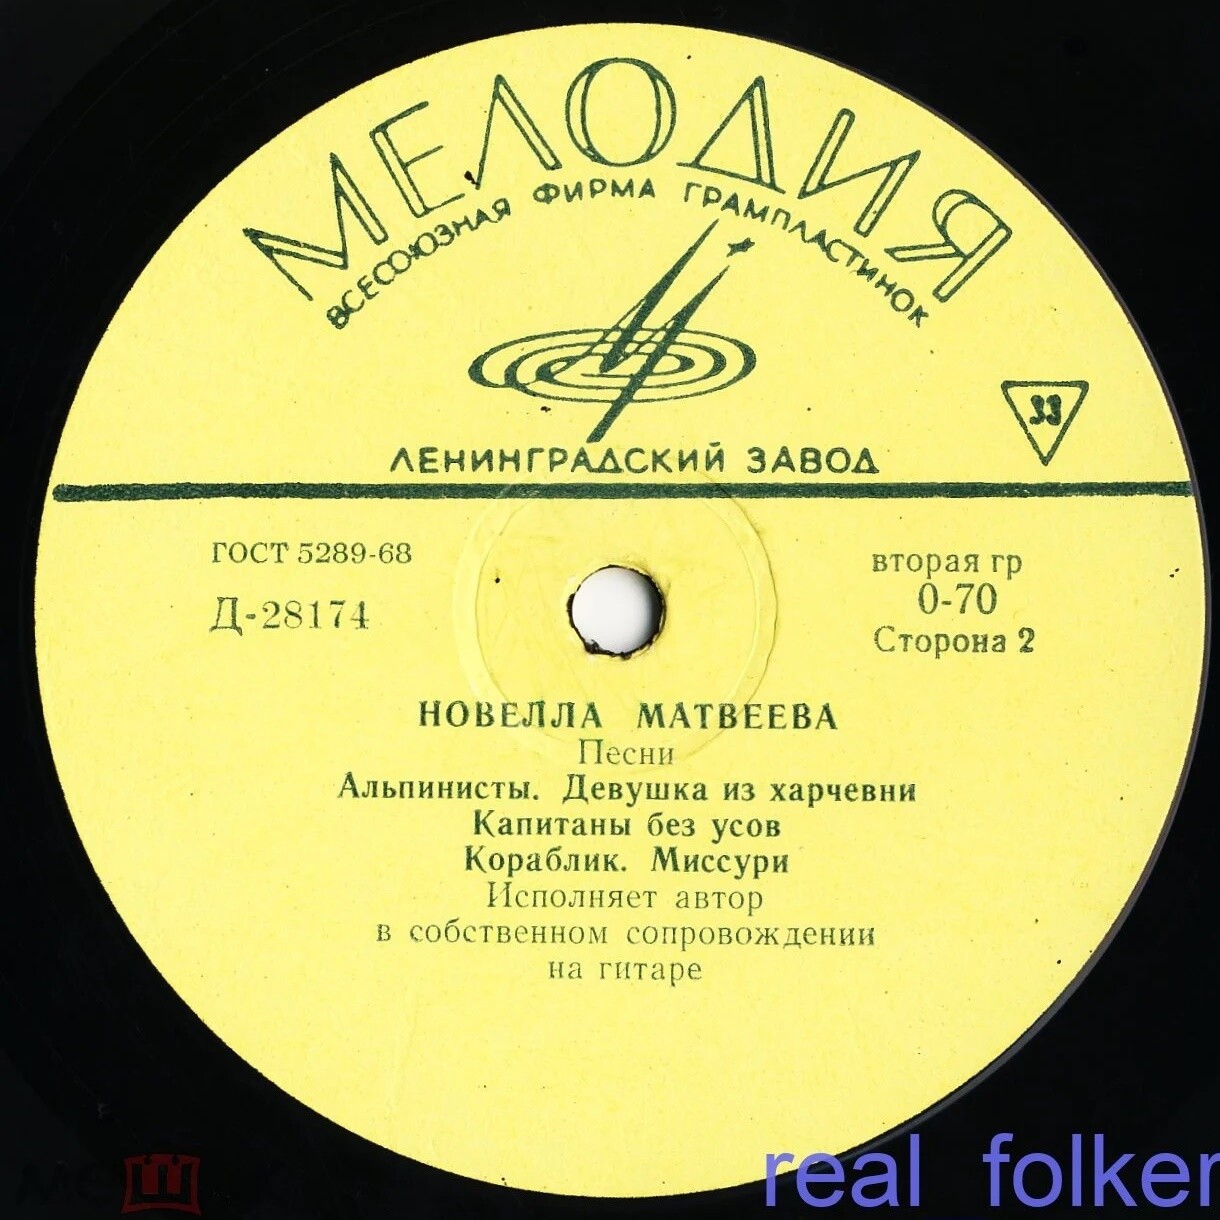 МЕЛОДИЯ
ВСЕСОЮЗНАЯ ФИРМА ГРАМПЛАСТИНОК
33
ЛЕНИНГРАДСКИЙ ЗАВОД
ГОСТ 5289-68
вторая гр
Д-28174
0-70
Сторона 2
НОВЕЛЛА МАТВЕЕВА
Песни
Альпинисты. Девушка из харчевни
Капитаны без усов
Кораблик. Миссури
Исполняет автор
в собственном сопровождении
на гитаре
real folker